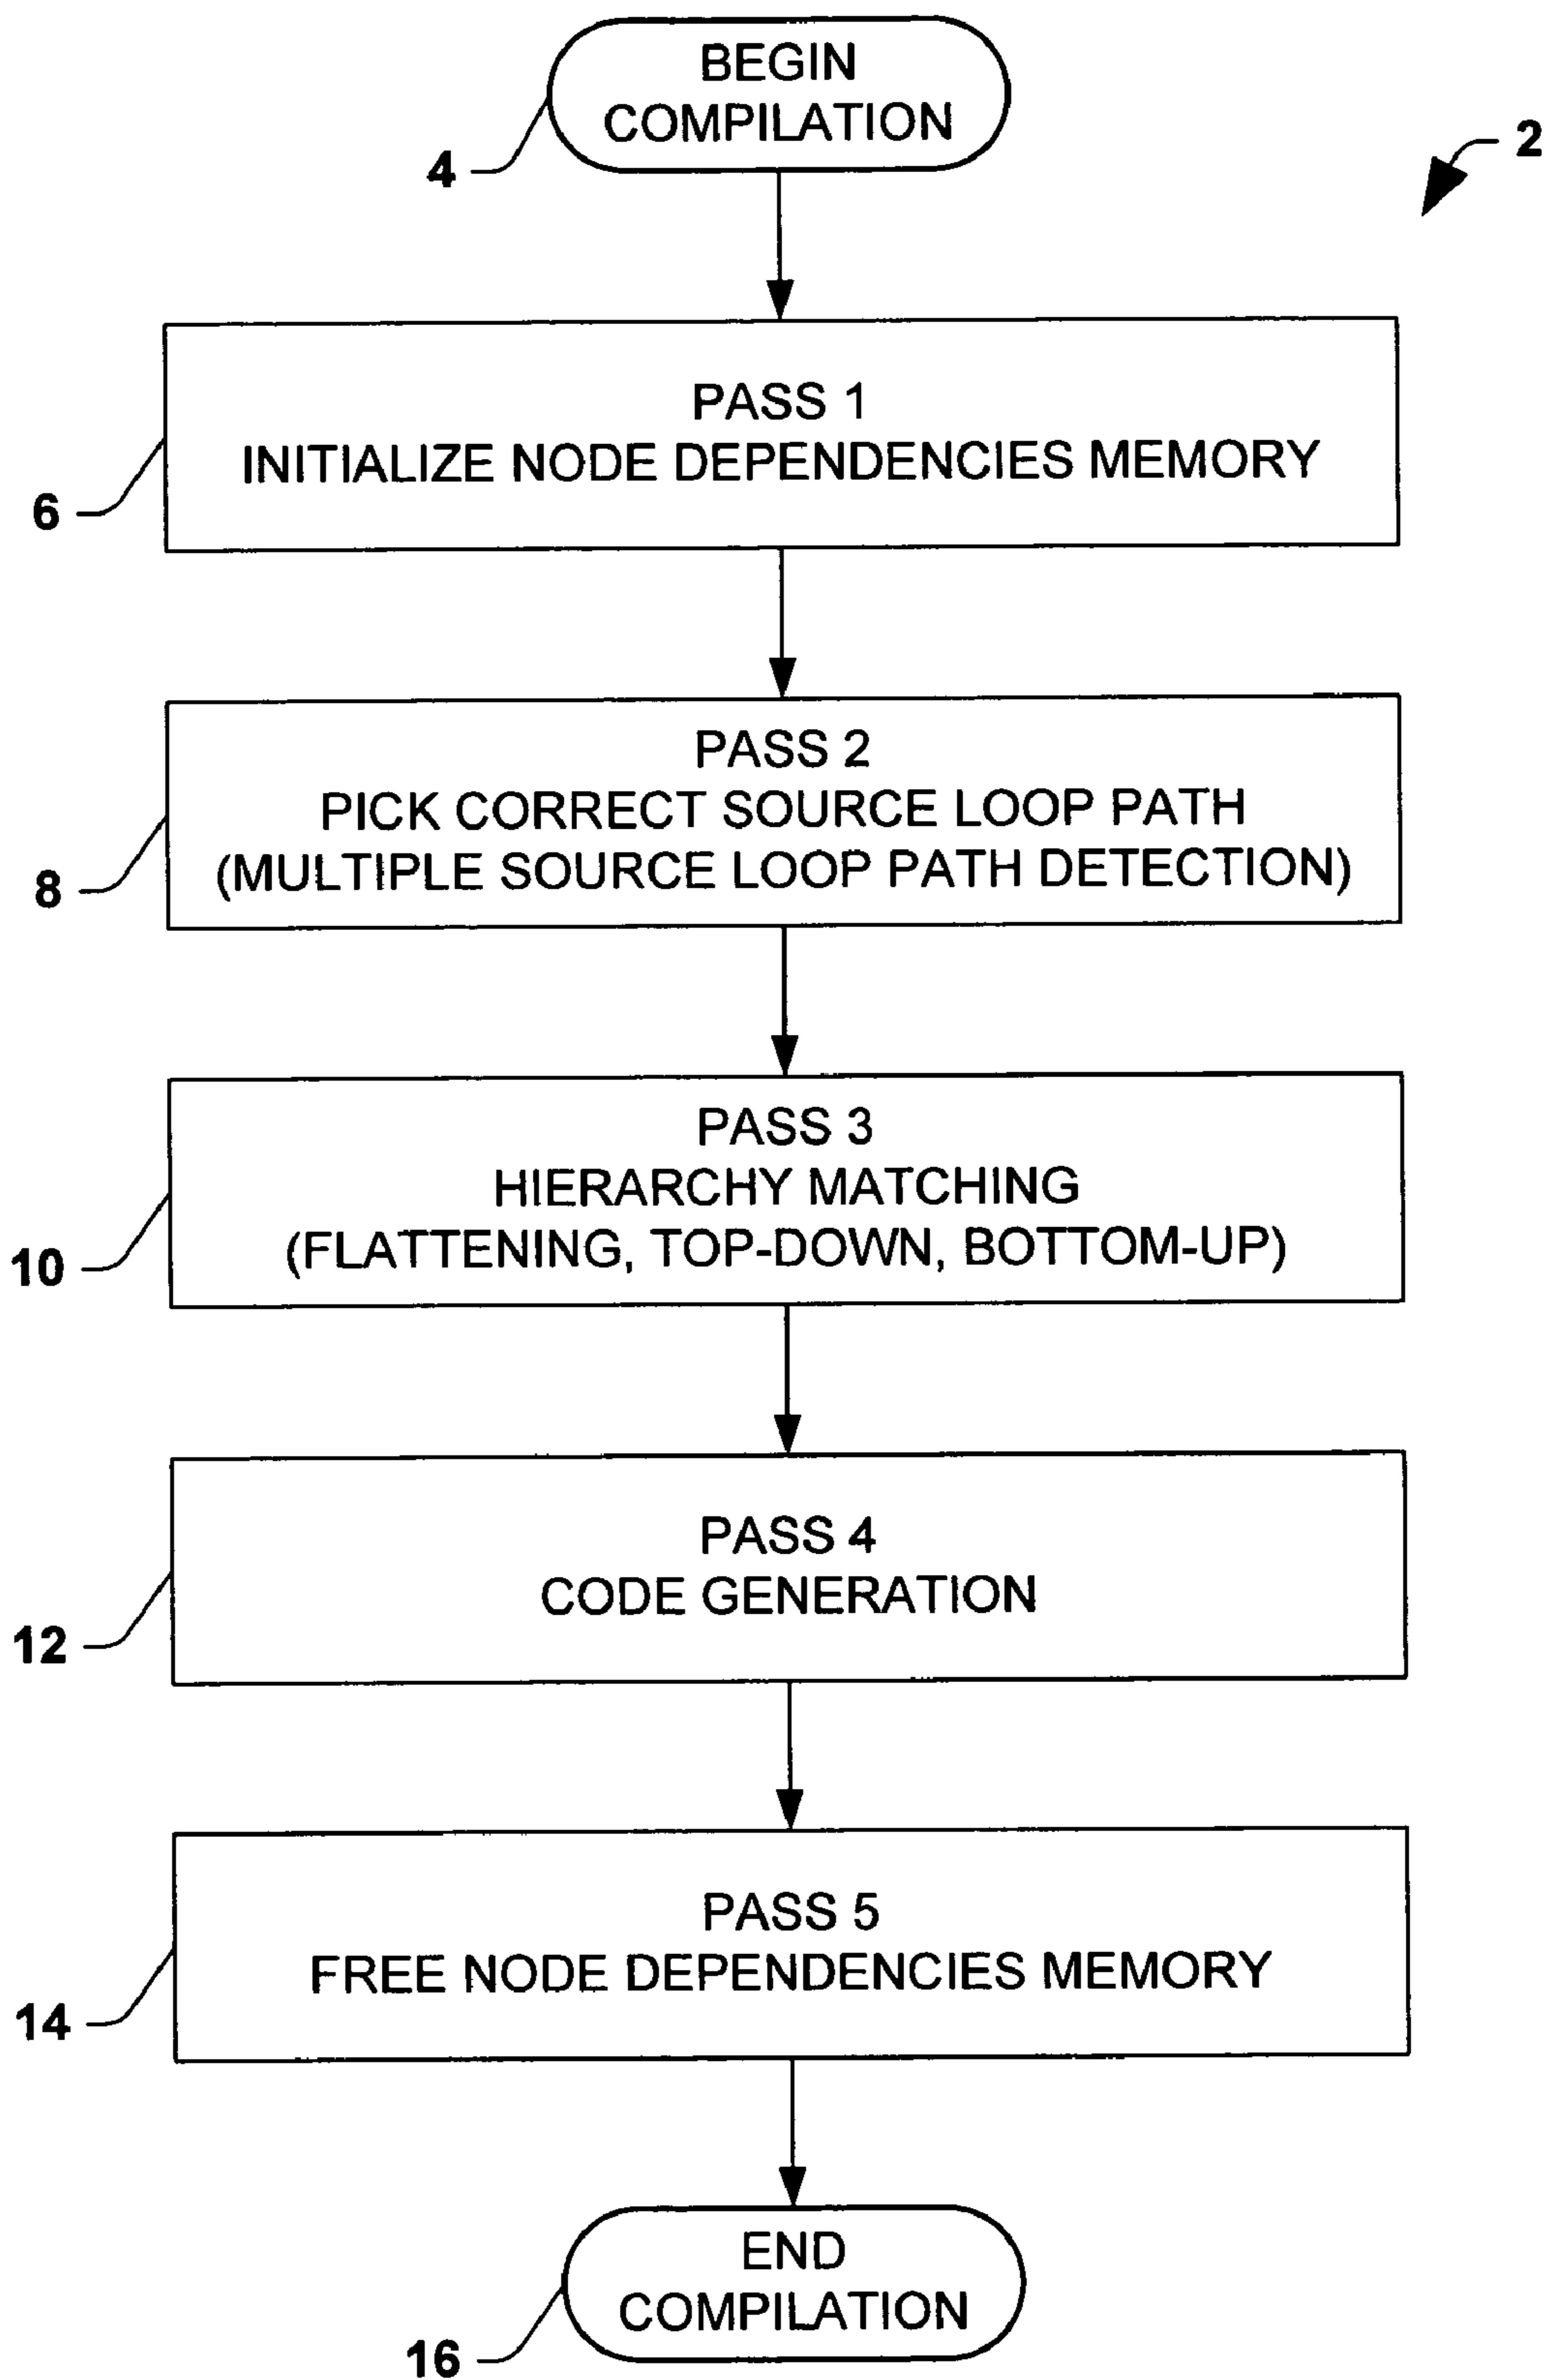 BEGIN
COMPILATION
4
2
PASS 1
INITIALIZE NODE DEPENDENCIES MEMORY
6
PASS 2
PICK CORRECT SOURCE LOOP PATH
(MULTIPLE SOURCE LOOP PATH DETECTION)
8
PASS 3
HIERARCHY MATCHING
(FLATTENING, TOP-DOWN, BOTTOM-UP)
10
PASS 4
CODE GENERATION
12
PASS 5
FREE NODE DEPENDENCIES MEMORY
14
END
COMPILATION
16